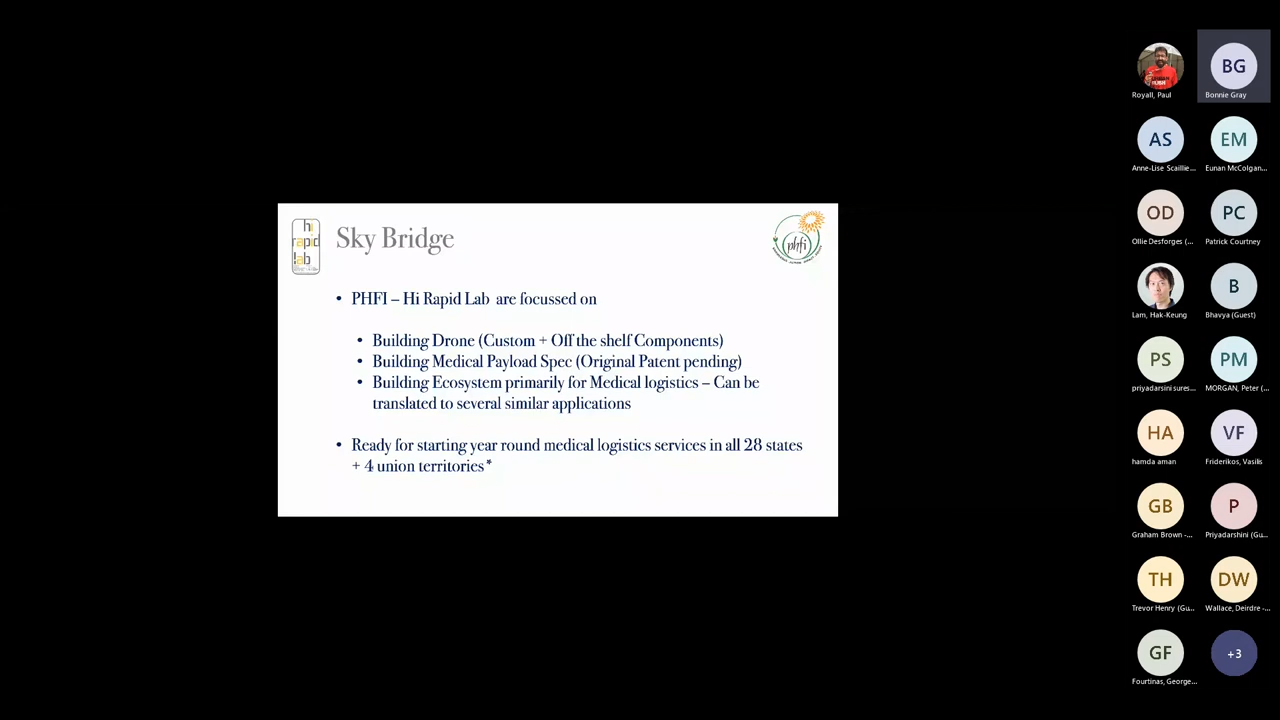 hi
rapid
lab
Sky Bridge
phfi
• PHFI – Hi Rapid Lab are focussed on
• Building Drone (Custom + Off the shelf Components)
• Building Medical Payload Spec (Original Patent pending)
• Building Ecosystem primarily for Medical logistics – Can be
translated to several similar applications
• Ready for starting year round medical logistics services in all 28 states
+ 4 union territories*
Royall, Paul
BG
Bonnie Gray
AS
Anne-Lise Scaillie...
EM
Eunan McColgan...
OD
Ollie Desforges (...
PC
Patrick Courtney
Lam, Hak-Keung
B
Bhavya (Guest)
PS
priyadarsini sures...
PM
MORGAN, Peter (...
HA
hamda aman
VF
Friderikos, Vasilis
GB
Graham Brown -...
P
Priyadarshini (Gu...
TH
Trevor Henry (Gu...
DW
Wallace, Deirdre -...
GF
Fourtinas, George...
+3